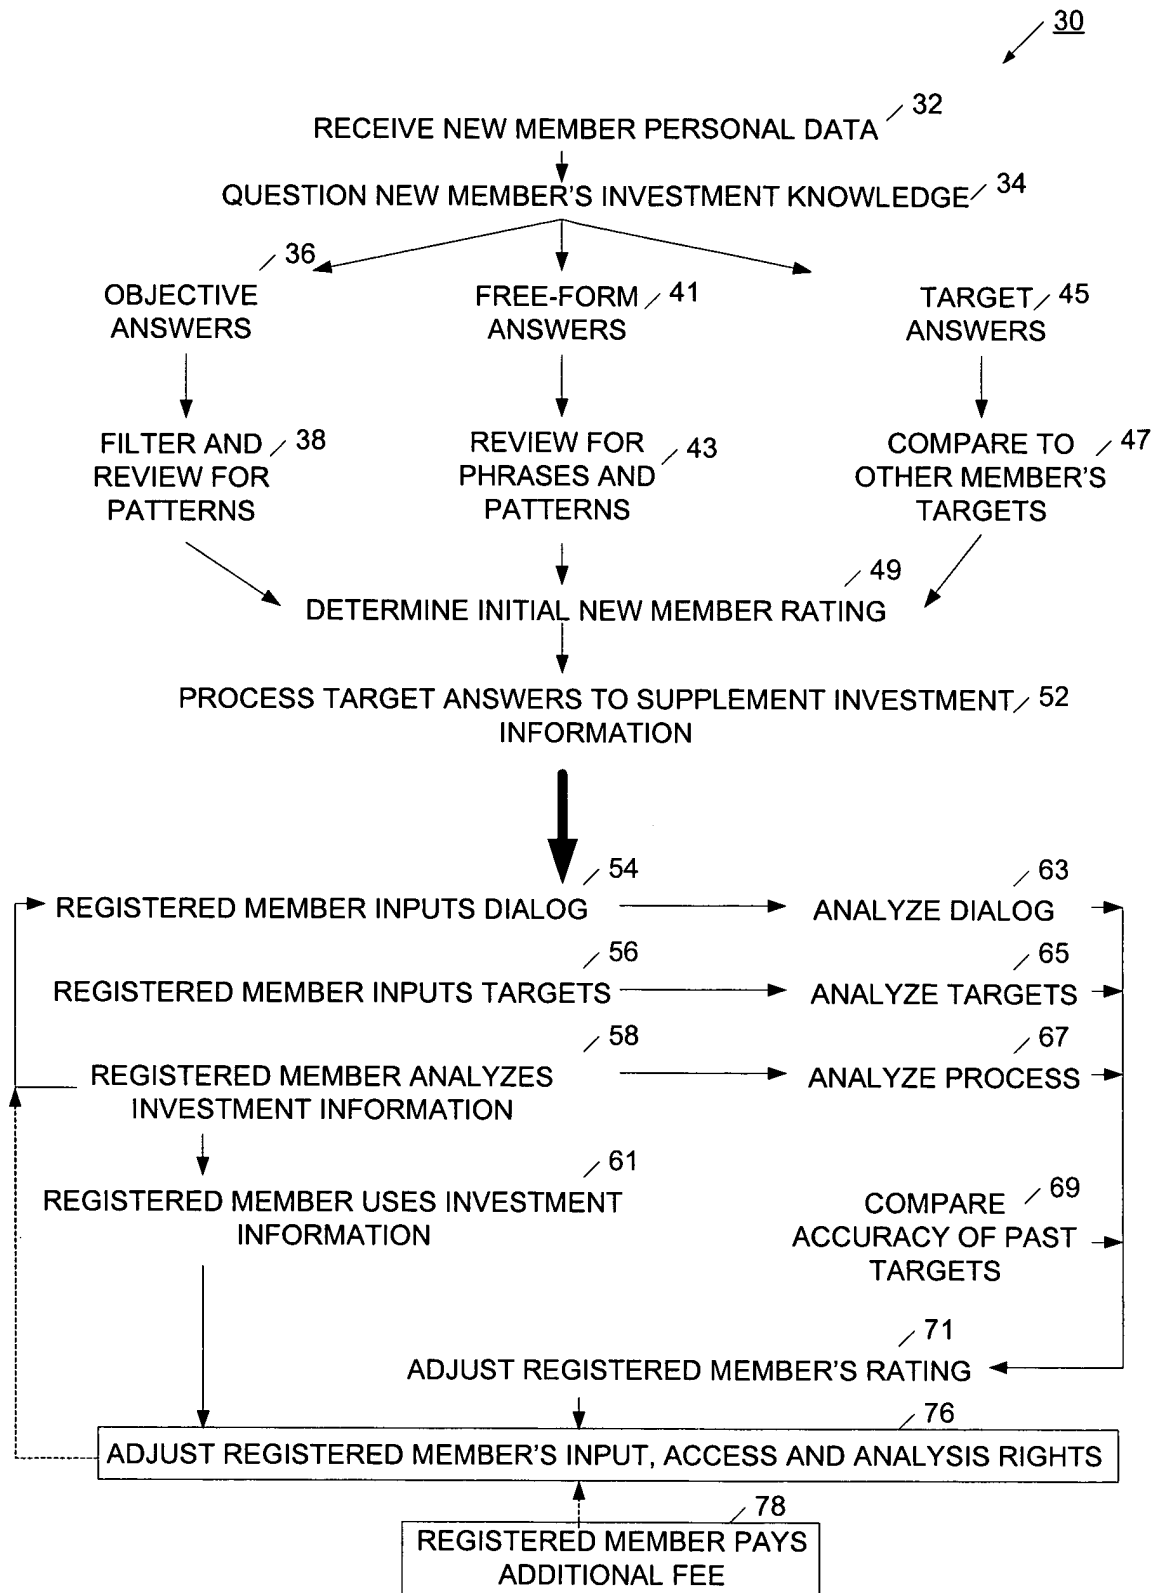 30
32
RECEIVE NEW MEMBER PERSONAL DATA
QUESTION NEW MEMBER'S INVESTMENT KNOWLEDGE 34
36
OBJECTIVE
ANSWERS
FREE-FORM 41
ANSWERS
TARGET 45
ANSWERS
FILTER AND 38
REVIEW FOR
PATTERNS
REVIEW FOR 43
PHRASES AND
PATTERNS
COMPARE TO 47
OTHER MEMBER'S
TARGETS
49
DETERMINE INITIAL NEW MEMBER RATING
PROCESS TARGET ANSWERS TO SUPPLEMENT INVESTMENT 52
INFORMATION
54
63
REGISTERED MEMBER INPUTS DIALOG
ANALYZE DIALOG
56
65
REGISTERED MEMBER INPUTS TARGETS
ANALYZE TARGETS
58
67
REGISTERED MEMBER ANALYZES
INVESTMENT INFORMATION
ANALYZE PROCESS
61
REGISTERED MEMBER USES INVESTMENT
INFORMATION
COMPARE 69
ACCURACY OF PAST
TARGETS
71
ADJUST REGISTERED MEMBER'S RATING
76
ADJUST REGISTERED MEMBER'S INPUT, ACCESS AND ANALYSIS RIGHTS
78
REGISTERED MEMBER PAYS
ADDITIONAL FEE